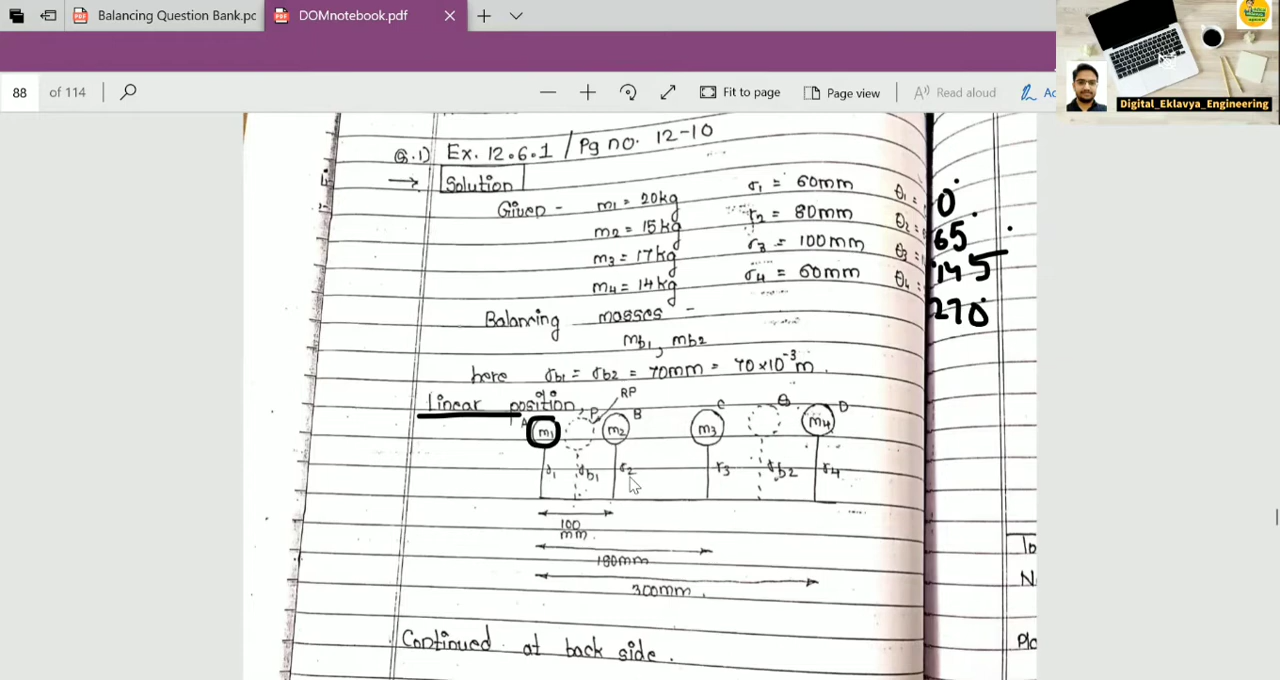 Balancing Question Bank.pc
DOMnotebook.pdf
88 of 114
Fit to page
Page view
Read aloud
Digital_Eklavya_Engineering
Q.1) Ex. 12.6.1 / Pg no. 12-10
→ Solution
Given - m1 = 20kg r1 = 60mm θ1 = 0°
m2 = 15kg r2 = 80mm θ2 = 65
m3 = 17kg r3 = 100mm θ3 = 145
m4 = 14kg r4 = 60mm θ4 = 270°
Balancing masses -
mb1, mb2
here rb1 = rb2 = 70mm = 70×10-3m.
Linear position
RP
A P B C Q D
m1 m2 m3 m4
r1 rb1 r2 r3 rb2 r4
100
mm
180mm
300mm
Continued at back side.